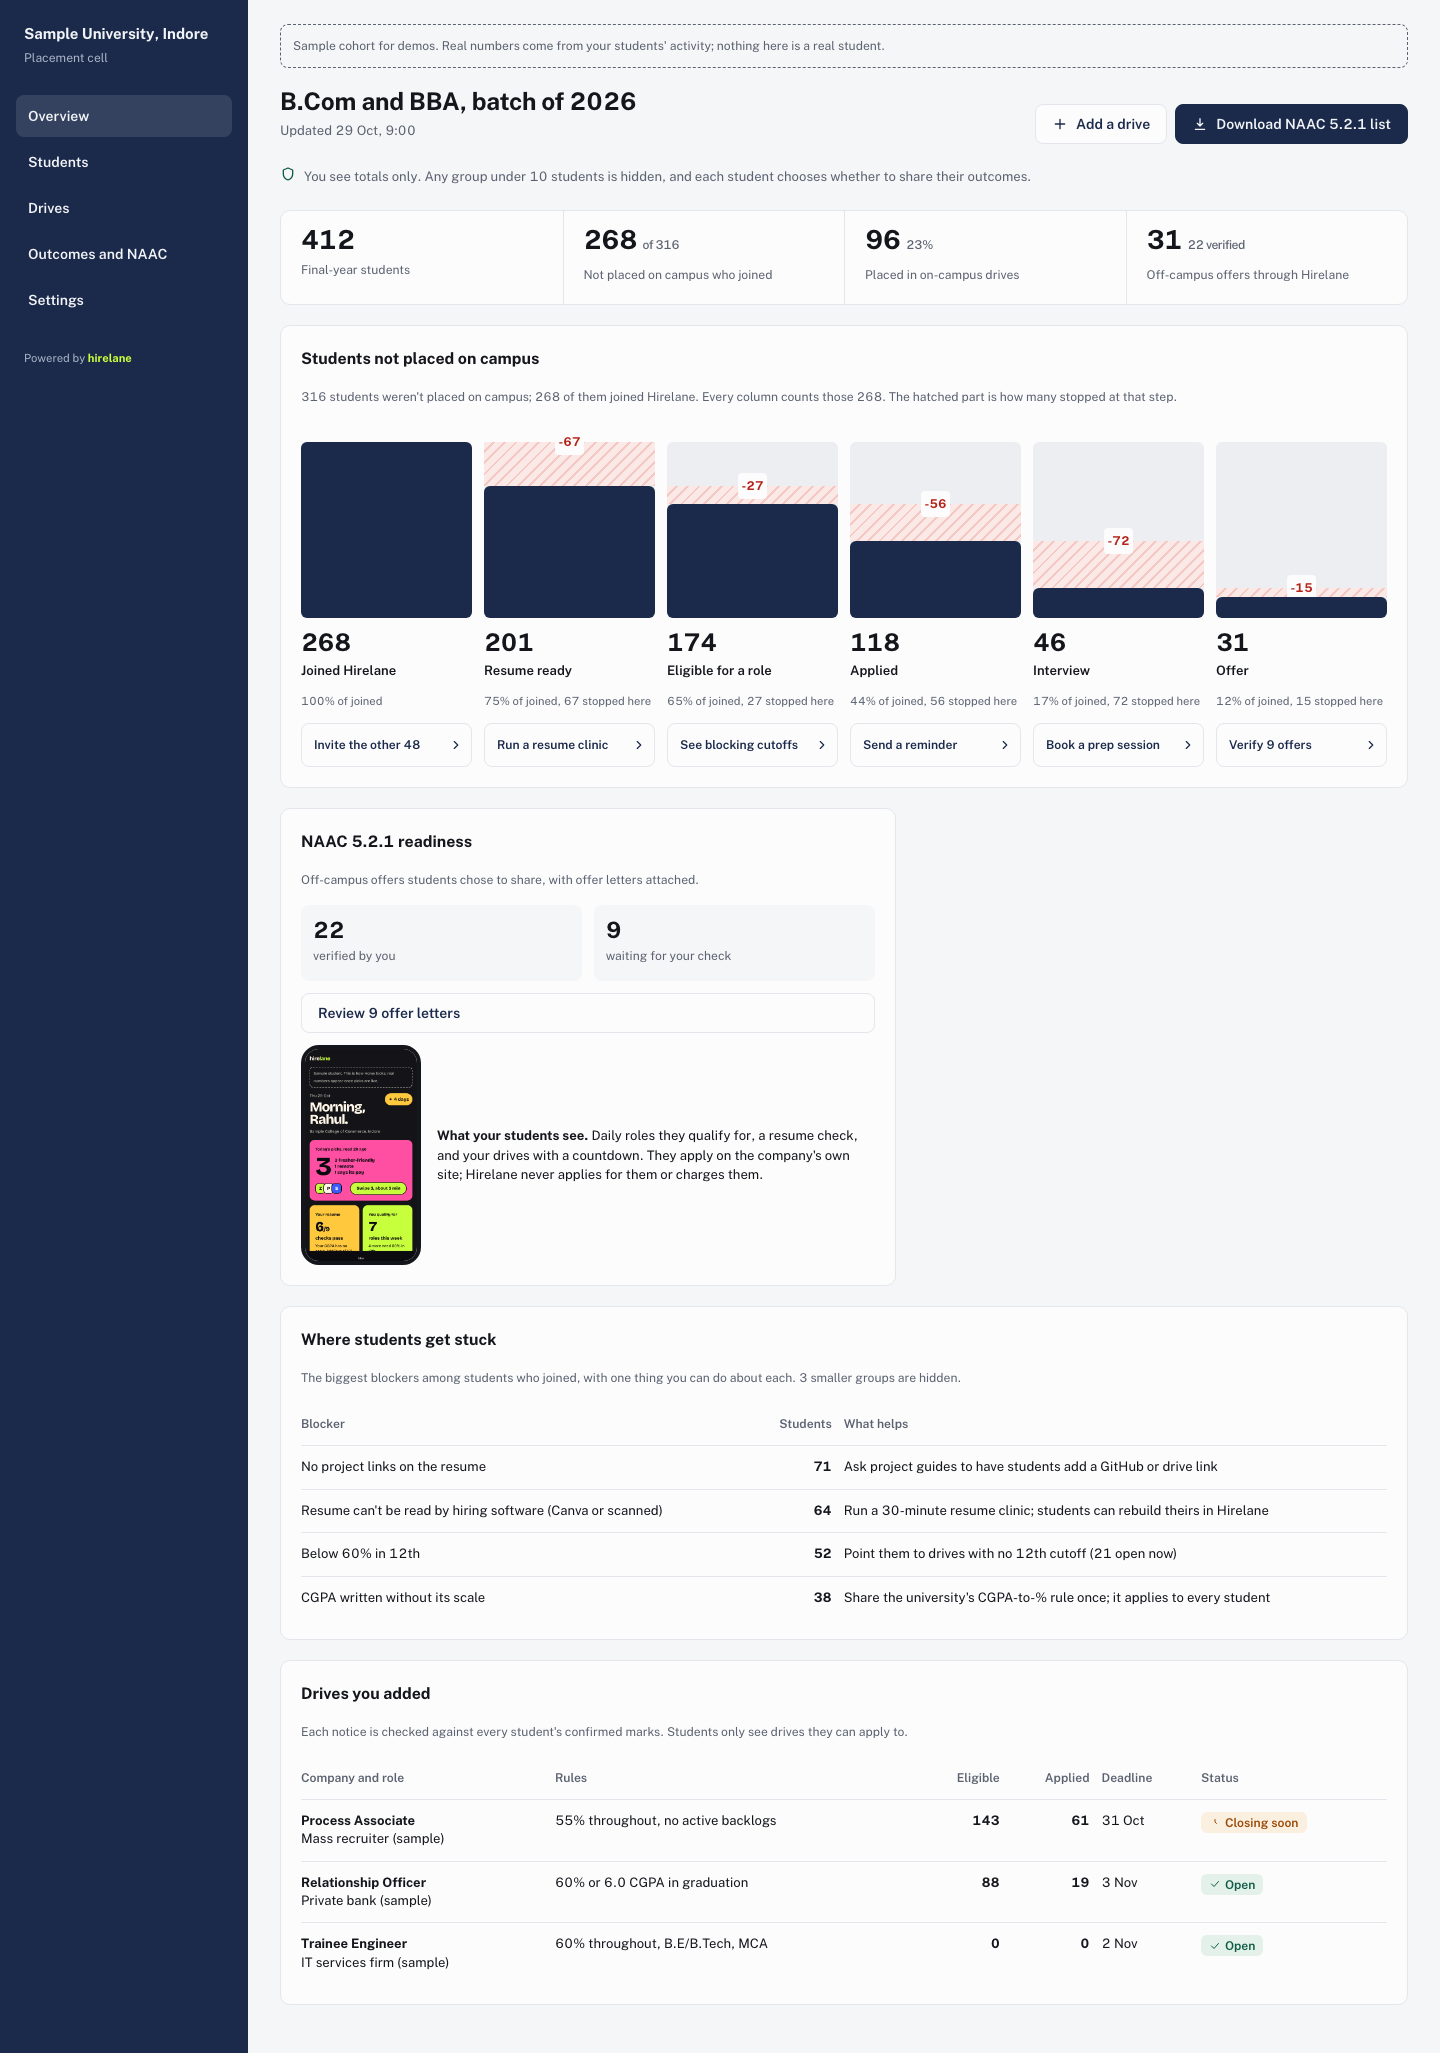 Sample University, Indore
Placement cell
Overview
Students
Drives
Outcomes and NAAC
Settings
Powered by hirelane
Sample cohort for demos. Real numbers come from your students' activity; nothing here is a real student.
B.Com and BBA, batch of 2026
Updated 29 Oct, 9:00
Add a drive
Download NAAC 5.2.1 list
You see totals only. Any group under 10 students is hidden, and each student chooses whether to share their outcomes.
412
Final-year students
268 of 316
Not placed on campus who joined
96 23%
Placed in on-campus drives
31 22 verified
Off-campus offers through Hirelane
Students not placed on campus
316 students weren't placed on campus; 268 of them joined Hirelane. Every column counts those 268. The hatched part is how many stopped at that step.
-67
-27
-56
-72
-15
268
Joined Hirelane
100% of joined
Invite the other 48
201
Resume ready
75% of joined, 67 stopped here
Run a resume clinic
174
Eligible for a role
65% of joined, 27 stopped here
See blocking cutoffs
118
Applied
44% of joined, 56 stopped here
Send a reminder
46
Interview
17% of joined, 72 stopped here
Book a prep session
31
Offer
12% of joined, 15 stopped here
Verify 9 offers
NAAC 5.2.1 readiness
Off-campus offers students chose to share, with offer letters attached.
22
verified by you
9
waiting for your check
Review 9 offer letters
hirelane
Morning,
Rahul.
Sample College of Commerce, Indore
3
6/9
checks pass
7
roles this week
What your students see. Daily roles they qualify for, a resume check,
and your drives with a countdown. They apply on the company's own
site; Hirelane never applies for them or charges them.
Where students get stuck
The biggest blockers among students who joined, with one thing you can do about each. 3 smaller groups are hidden.
Blocker Students What helps
No project links on the resume 71 Ask project guides to have students add a GitHub or drive link
Resume can't be read by hiring software (Canva or scanned) 64 Run a 30-minute resume clinic; students can rebuild theirs in Hirelane
Below 60% in 12th 52 Point them to drives with no 12th cutoff (21 open now)
CGPA written without its scale 38 Share the university's CGPA-to-% rule once; it applies to every student
Drives you added
Each notice is checked against every student's confirmed marks. Students only see drives they can apply to.
Company and role Rules Eligible Applied Deadline Status
Process Associate 55% throughout, no active backlogs 143 61 31 Oct Closing soon
Mass recruiter (sample)
Relationship Officer 60% or 6.0 CGPA in graduation 88 19 3 Nov Open
Private bank (sample)
Trainee Engineer 60% throughout, B.E/B.Tech, MCA 0 0 2 Nov Open
IT services firm (sample)